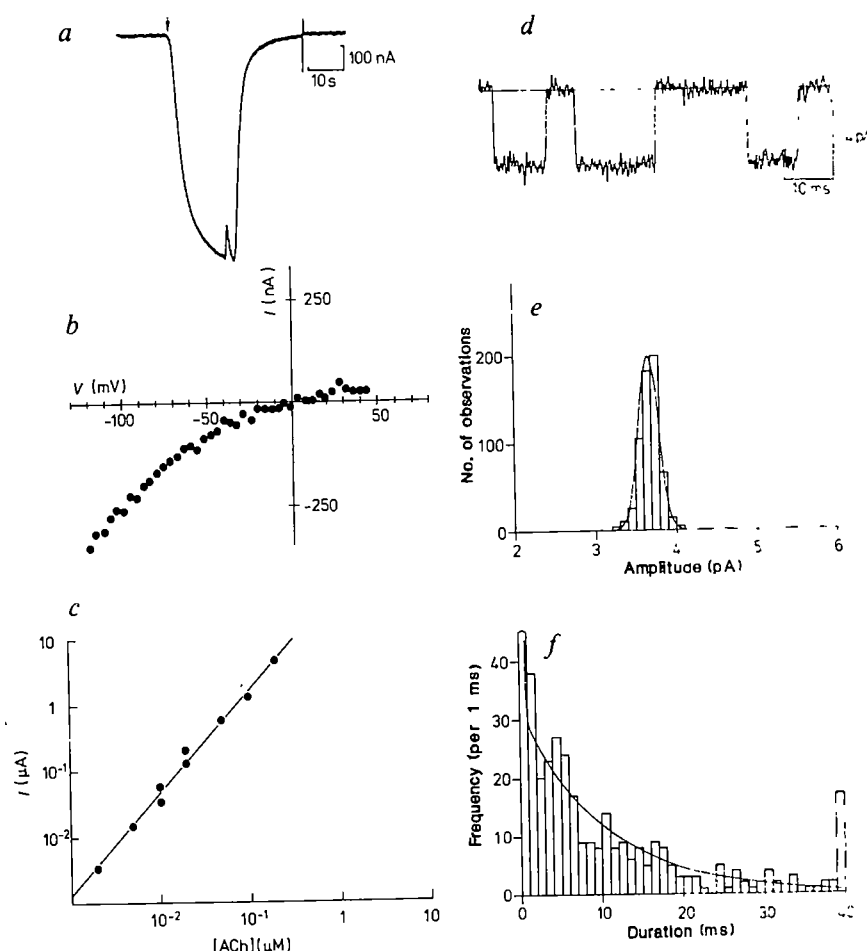 a
100 nA
10 s
b
I (nA)
250
V (mV)
-100
-50
50
-250
c
10
1
10-1
10-2
I (μA)
10-2
10-1
1
10
[ACh] (μM)
d
10 ms
e
200
100
0
No. of observations
2
3
4
5
6
Amplitude (pA)
f
40
30
20
10
0
Frequency (per 1 ms)
0
10
20
30
40
Duration (ms)